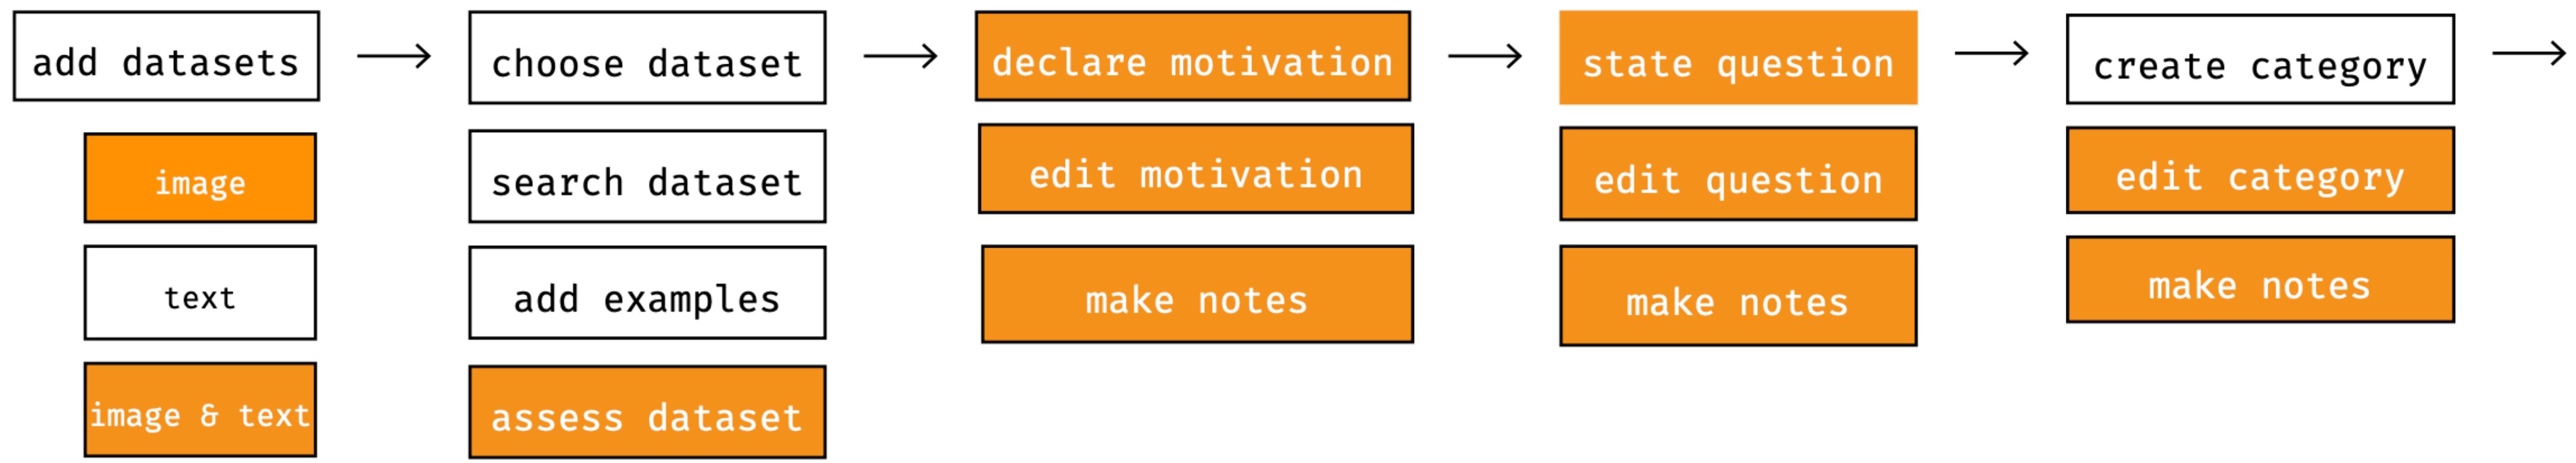 add datasets
image
text
image & text
choose dataset
search dataset
add examples
assess dataset
declare motivation
edit motivation
make notes
state question
edit question
make notes
create category
edit category
make notes